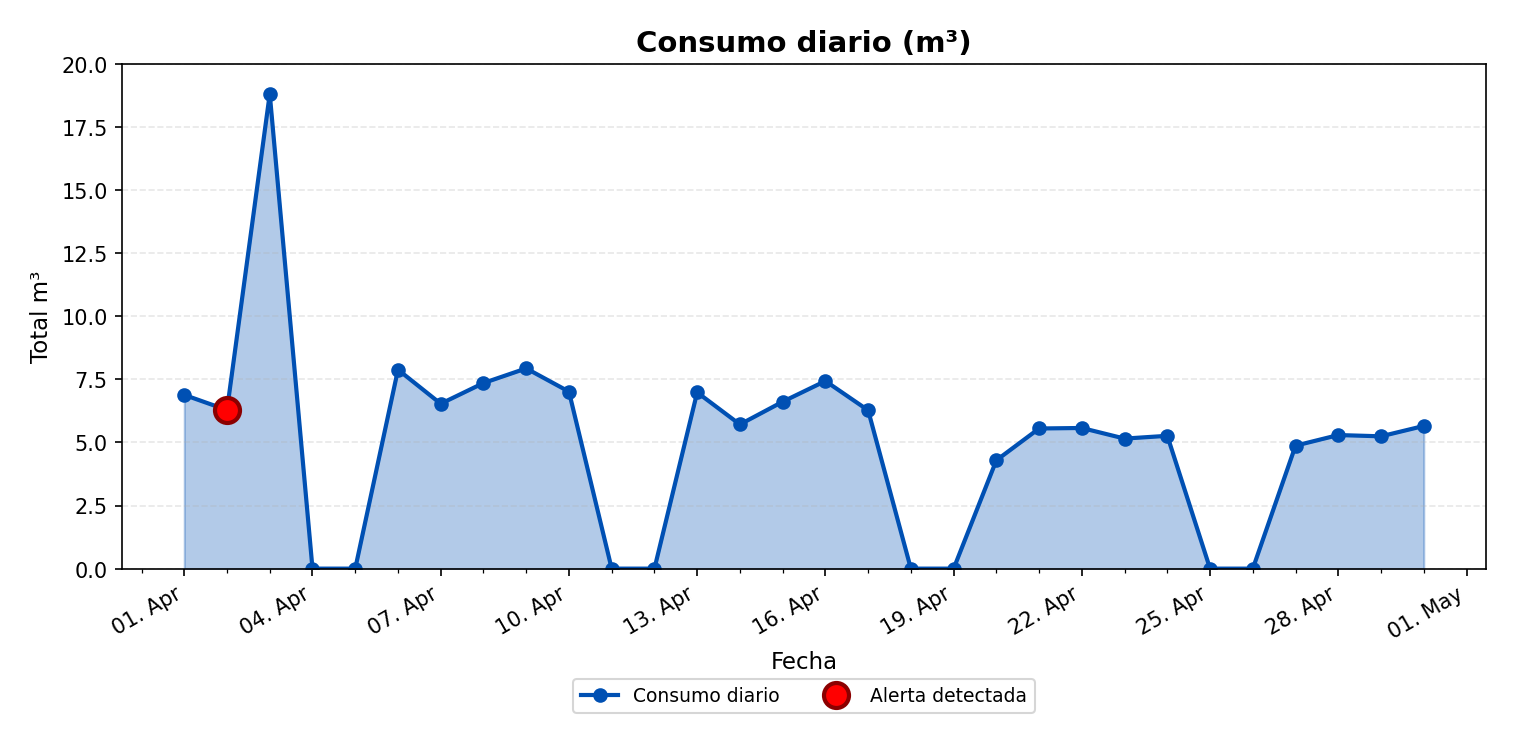 Consumo diario (m³)
Total m³
20.0
17.5
15.0
12.5
10.0
7.5
5.0
2.5
0.0
01. Apr
04. Apr
07. Apr
10. Apr
13. Apr
16. Apr
19. Apr
22. Apr
25. Apr
28. Apr
01. May
Fecha
Consumo diario
Alerta detectada